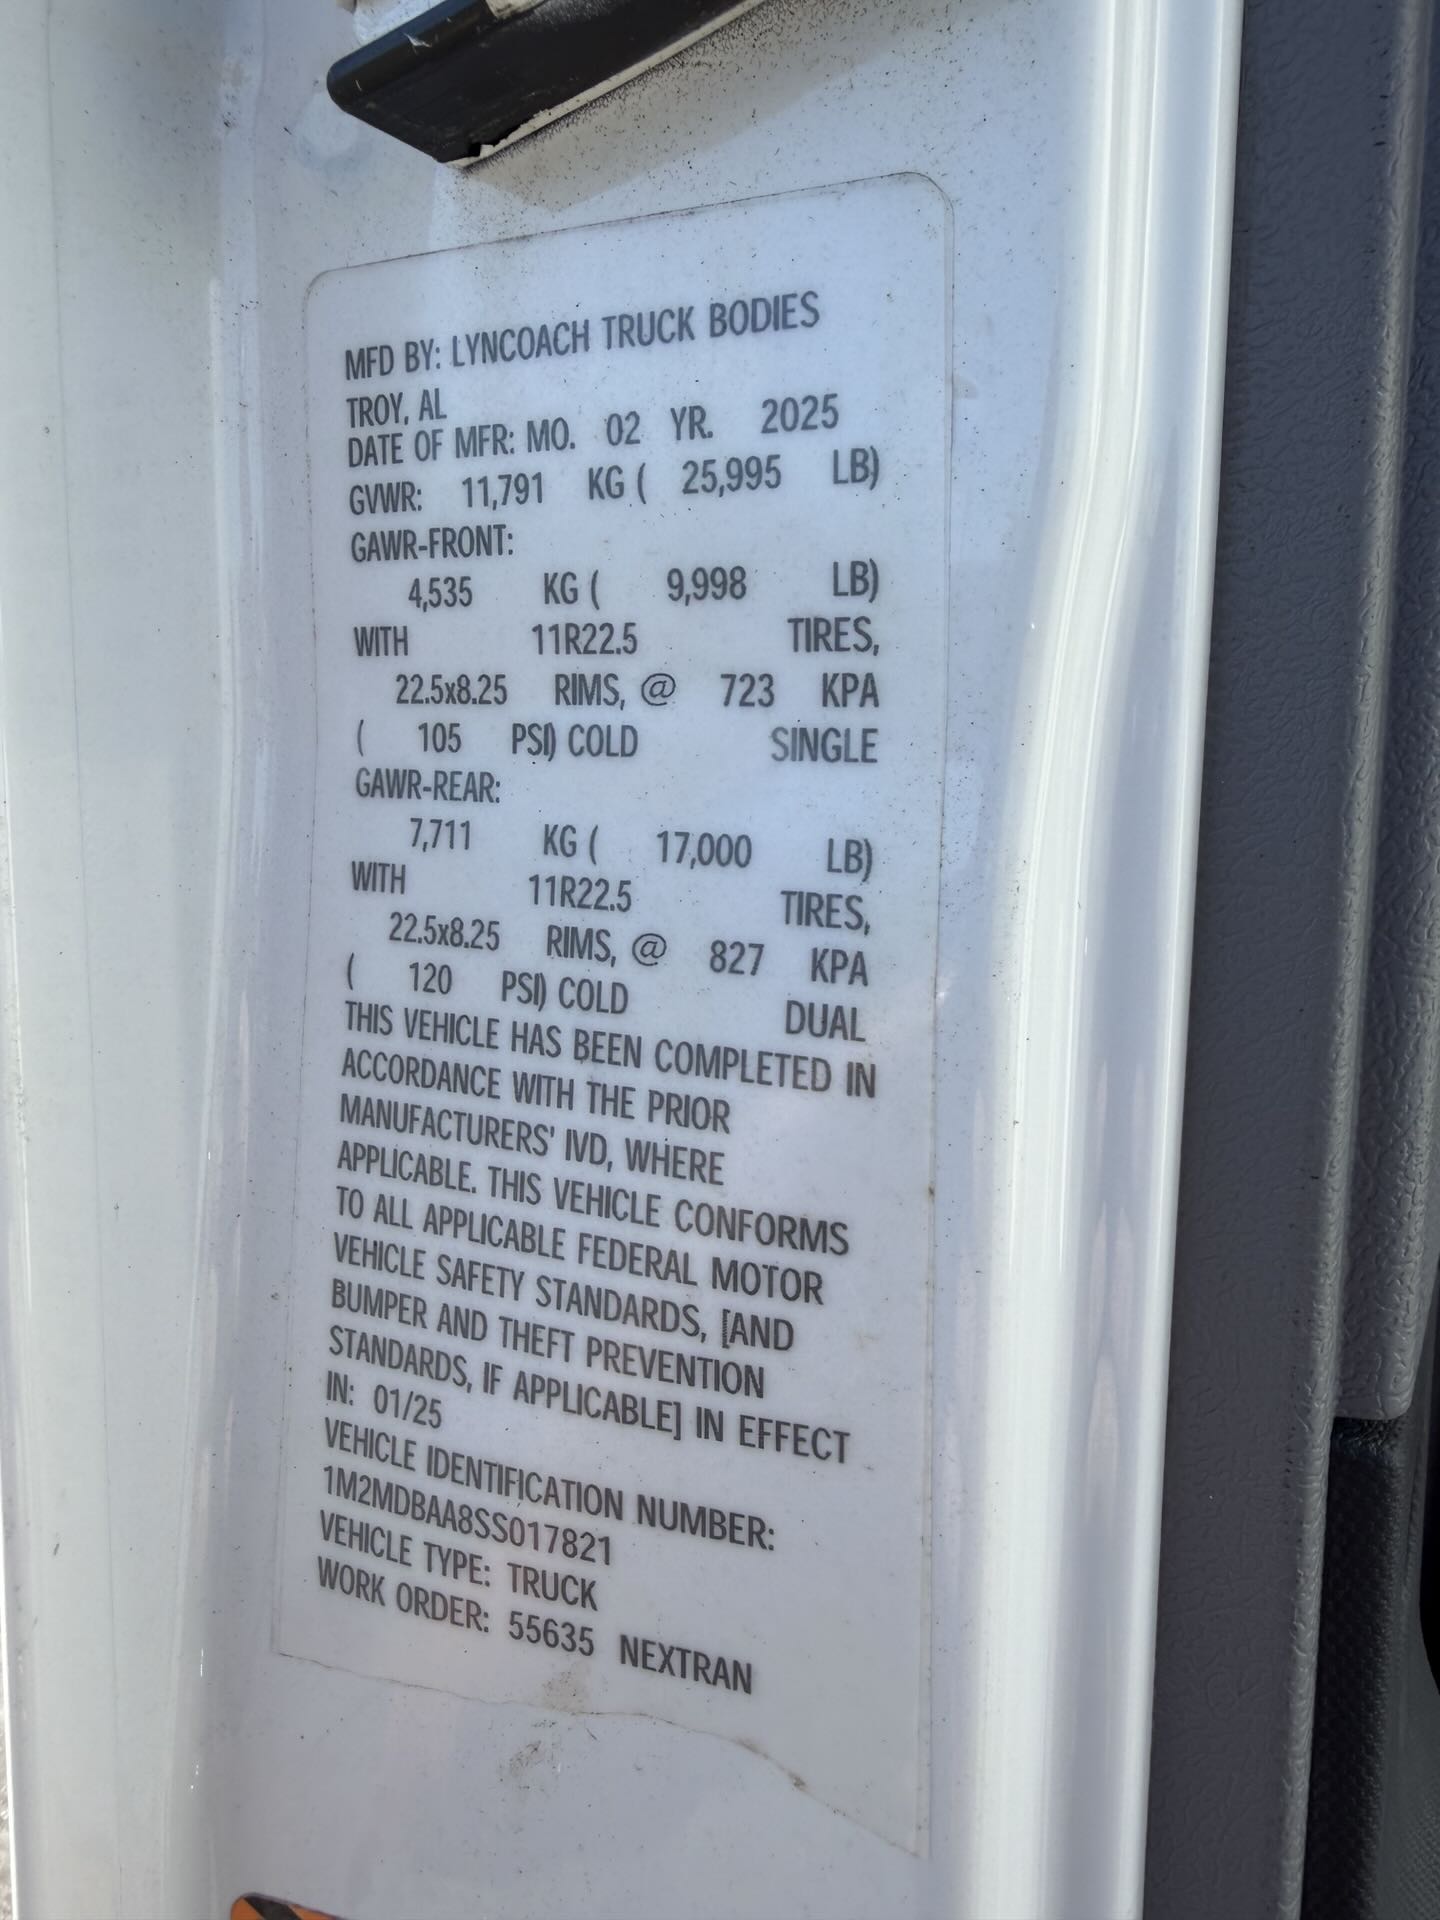 MFD BY: LYNCOACH TRUCK BODIES
TROY, AL
DATE OF MFR: MO. 02 YR. 2025
GVWR: 11,791 KG ( 25,995 LB)
GAWR-FRONT:
4,535 KG ( 9,998 LB)
WITH 11R22.5 TIRES,
22.5x8.25 RIMS, @ 723 KPA
( 105 PSI) COLD SINGLE
GAWR-REAR:
7,711 KG ( 17,000 LB)
WITH 11R22.5 TIRES,
22.5x8.25 RIMS, @ 827 KPA
( 120 PSI) COLD DUAL
THIS VEHICLE HAS BEEN COMPLETED IN
ACCORDANCE WITH THE PRIOR
MANUFACTURERS' IVD, WHERE
APPLICABLE. THIS VEHICLE CONFORMS
TO ALL APPLICABLE FEDERAL MOTOR
VEHICLE SAFETY STANDARDS, [AND
BUMPER AND THEFT PREVENTION
STANDARDS, IF APPLICABLE] IN EFFECT
IN: 01/25
VEHICLE IDENTIFICATION NUMBER:
1M2MDBAA8SS017821
VEHICLE TYPE: TRUCK
WORK ORDER: 55635 NEXTRAN